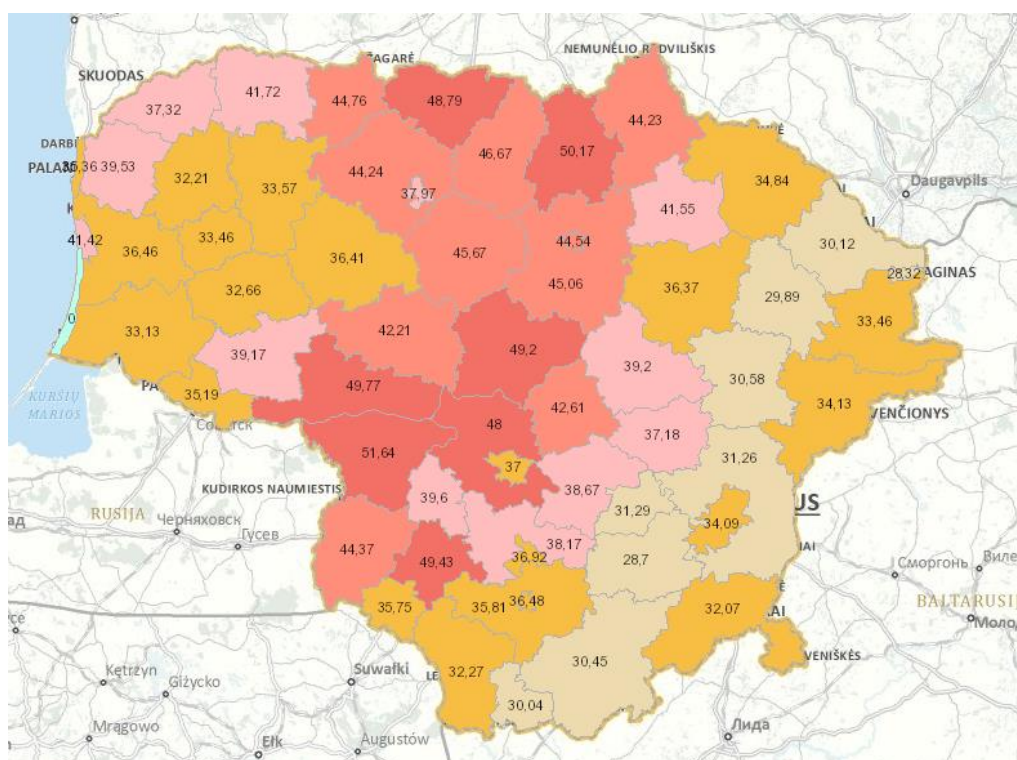 NEMUNĖLIO RADVILIŠKIS
ŽAGARĖ
SKUODAS
41,72
44,76
48,79
44,23
37,32
50,17
46,67
DARBĖ
35,36
39,53
32,21
33,57
44,24
37,97
34,84
Daugavpils
41,55
41,42
36,46
33,46
36,41
45,67
44,54
30,12
28,32
32,66
45,06
36,37
29,89
33,13
42,21
33,46
39,17
49,2
39,2
30,58
35,19
49,77
42,61
34,13
KURŠIŲ
MARIOS
VENČIONYS
48
37,18
51,64
37
31,26
KUDIRKOS NAUMIESTIS
39,6
38,67
31,29
US
RUSIJA
Черняховск
34,09
Гусев
44,37
49,43
36,92
38,17
28,7
Сморгонь
35,75
35,81
36,48
32,07
Kętrzyn
Giżycko
Suwałki
32,27
30,45
VENIŠKĖS
30,04
Mrągowo
Ełk
Augustów
Лида